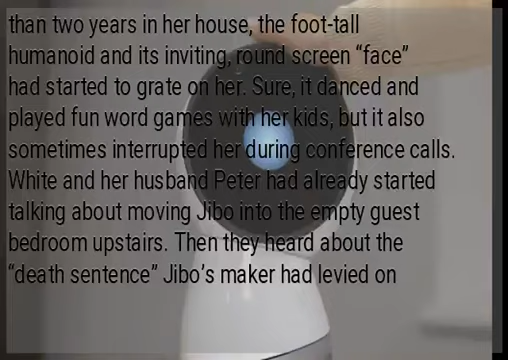 than two years in her house, the foot-tall
humanoid and its inviting, round screen “face”
had started to grate on her. Sure, it danced and
played fun word games with her kids, but it also
sometimes interrupted her during conference calls.
White and her husband Peter had already started
talking about moving Jibo into the empty guest
bedroom upstairs. Then they heard about the
“death sentence” Jibo’s maker had levied on